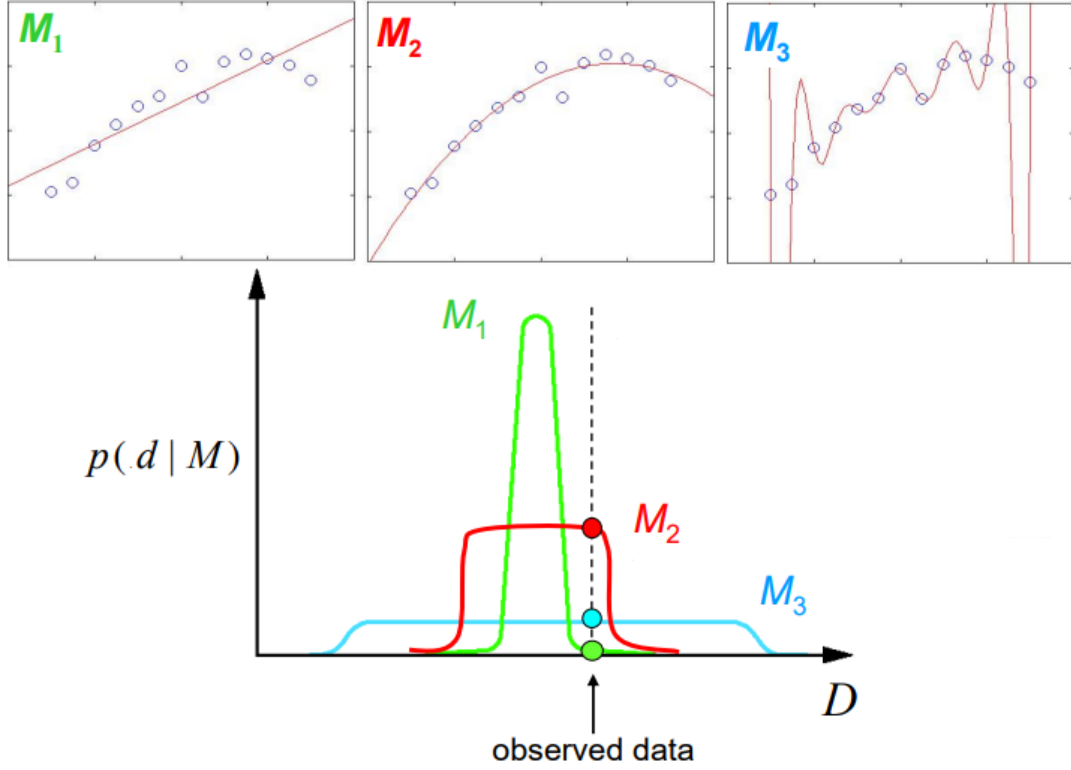 M₁
M₂
M₃
M₁
p( d | M )
M₂
M₃
D
observed data